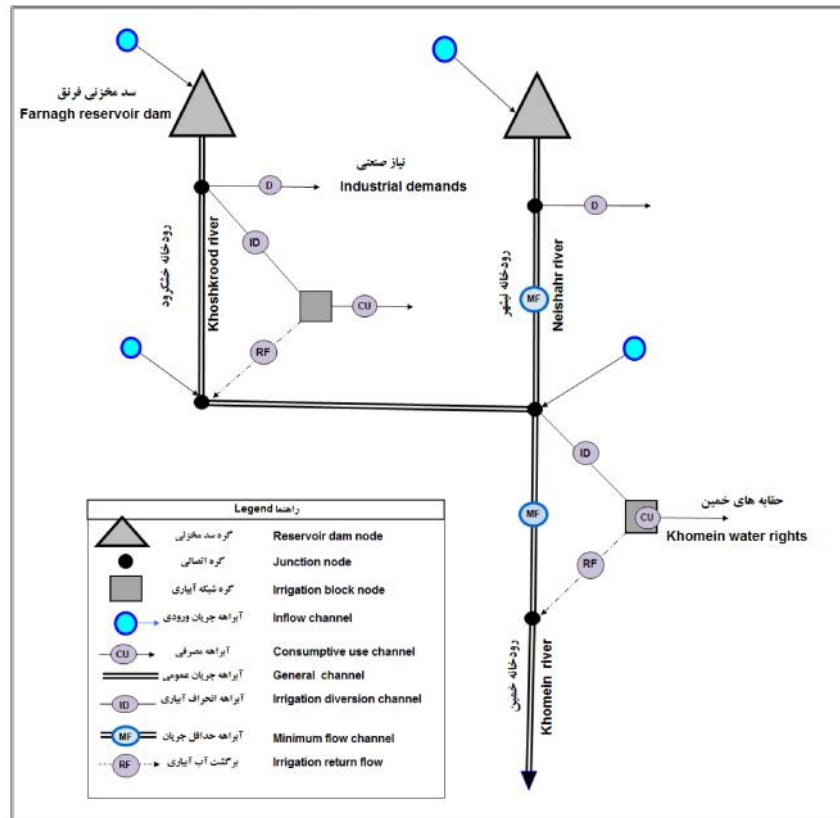 سد مخزنی فرنق
Farnagh reservoir dam
نیاز صنعتی
Industrial demands
D
D
ID
رودخانه خشکرود
Khoshkrood river
CU
RF
رودخانه نیشهر
Neishahr river
MF
ID
MF
حقابه های خمین
CU
Khomein water rights
RF
رودخانه خمین
Khomein river
راهنما Legend
گره سد مخزنی Reservoir dam node
گره اتصالی Junction node
گره شبکه آبیاری Irrigation block node
آبراهه جریان ورودی Inflow channel
CU آبراهه مصرفی Consumptive use channel
آبراهه جریان عمومی General channel
ID آبراهه انحراف آبیاری Irrigation diversion channel
MF آبراهه حداقل جریان Minimum flow channel
RF برگشت آب آبیاری Irrigation return flow